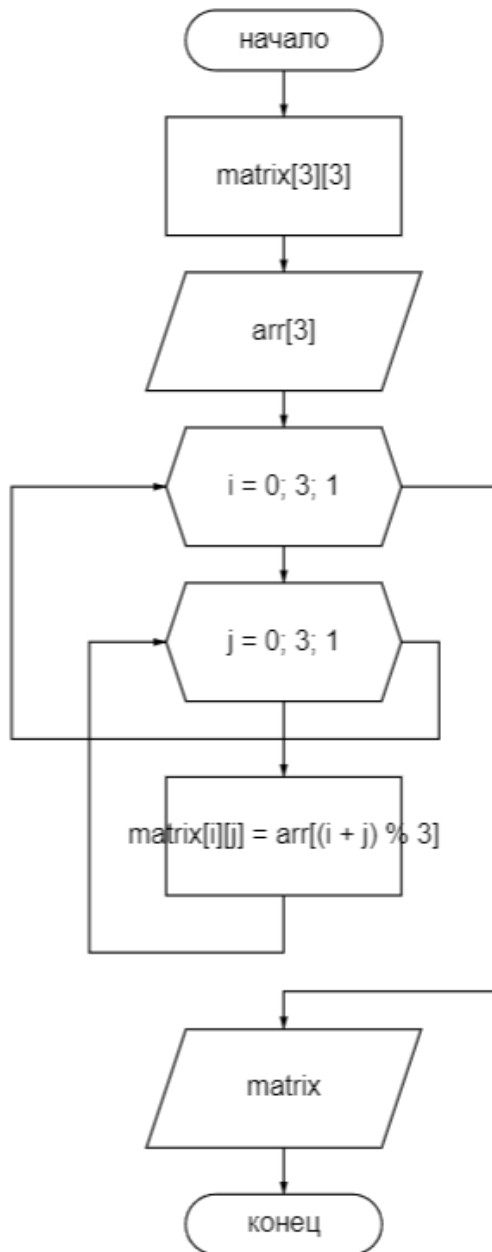 начало
matrix[3][3]
arr[3]
i = 0; 3; 1
j = 0; 3; 1
matrix[i][j] = arr[(i + j) % 3]
matrix
конец